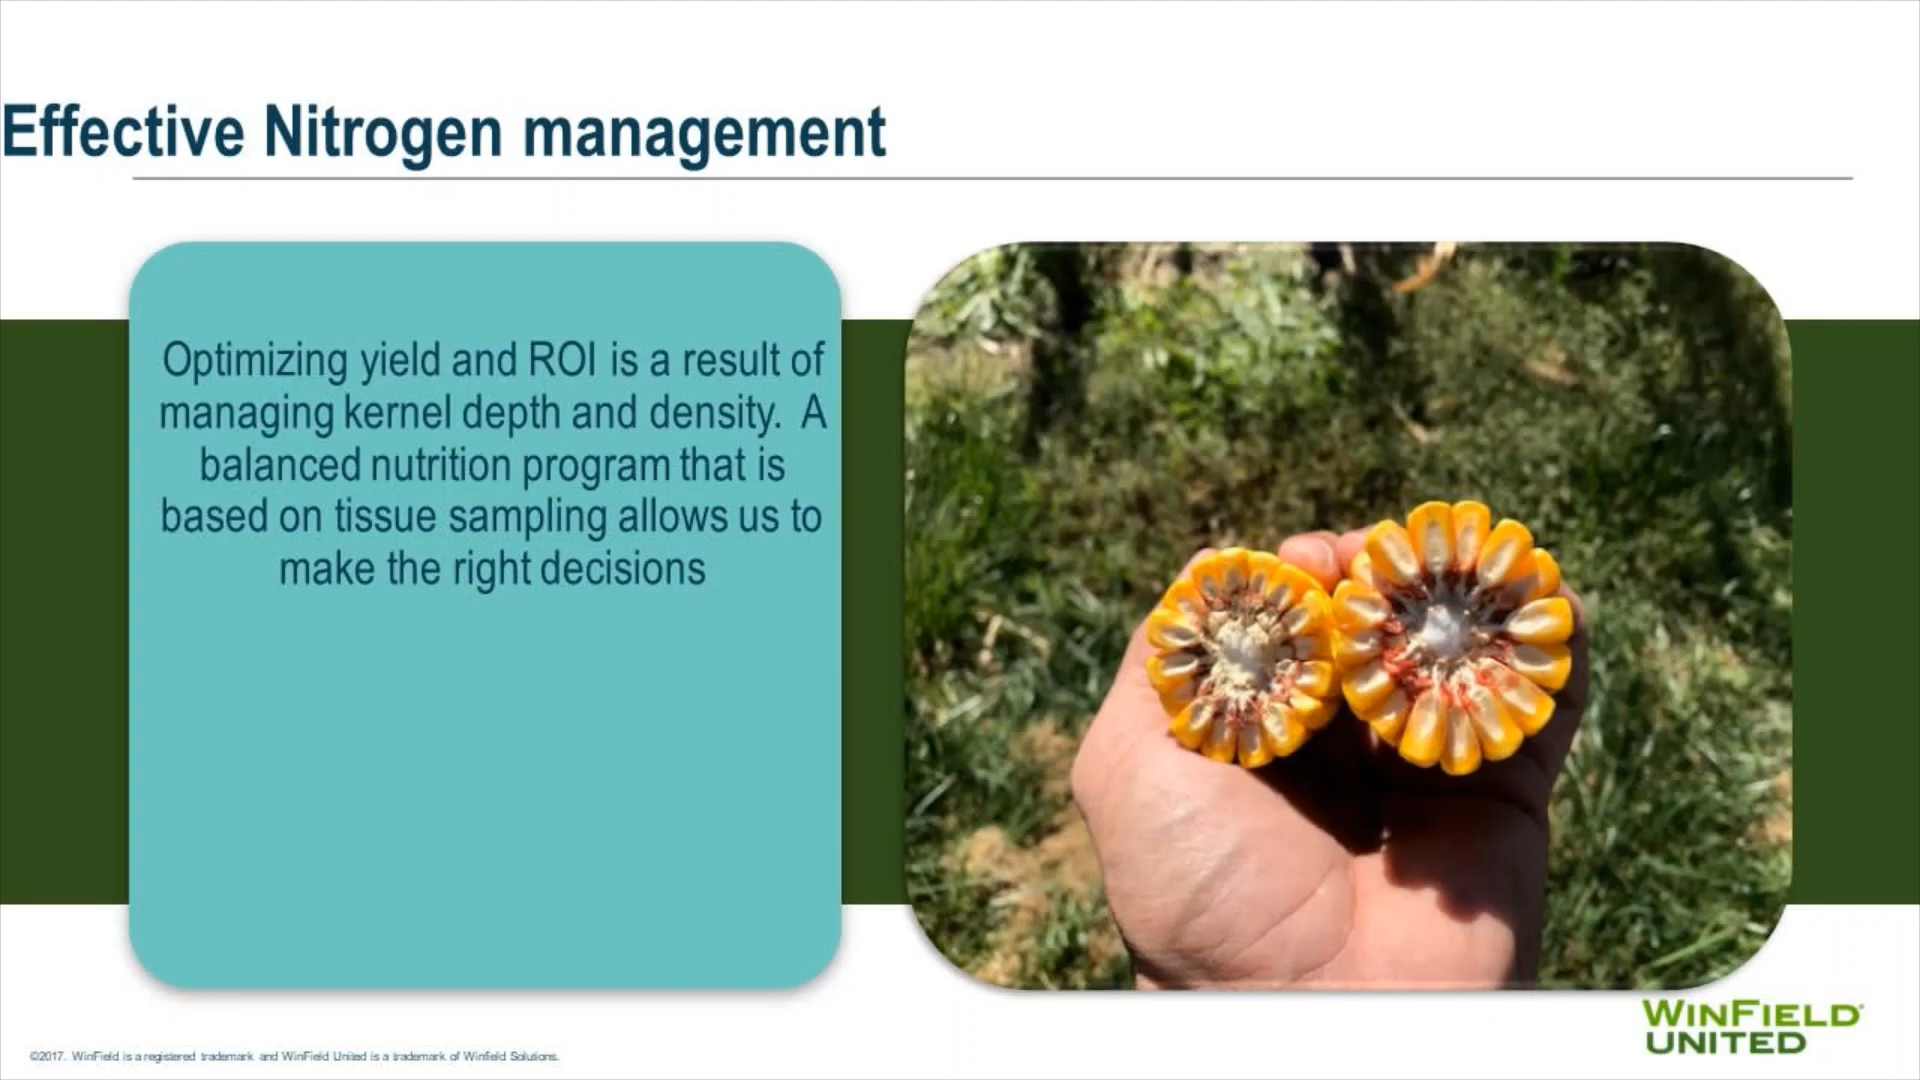 Effective Nitrogen management
Optimizing yield and ROI is a result of
managing kernel depth and density.  A
balanced nutrition program that is
based on tissue sampling allows us to
make the right decisions
WINFIELD®
UNITED
©2017. WinField is a registered trademark and WinField United is a trademark of Winfield Solutions.